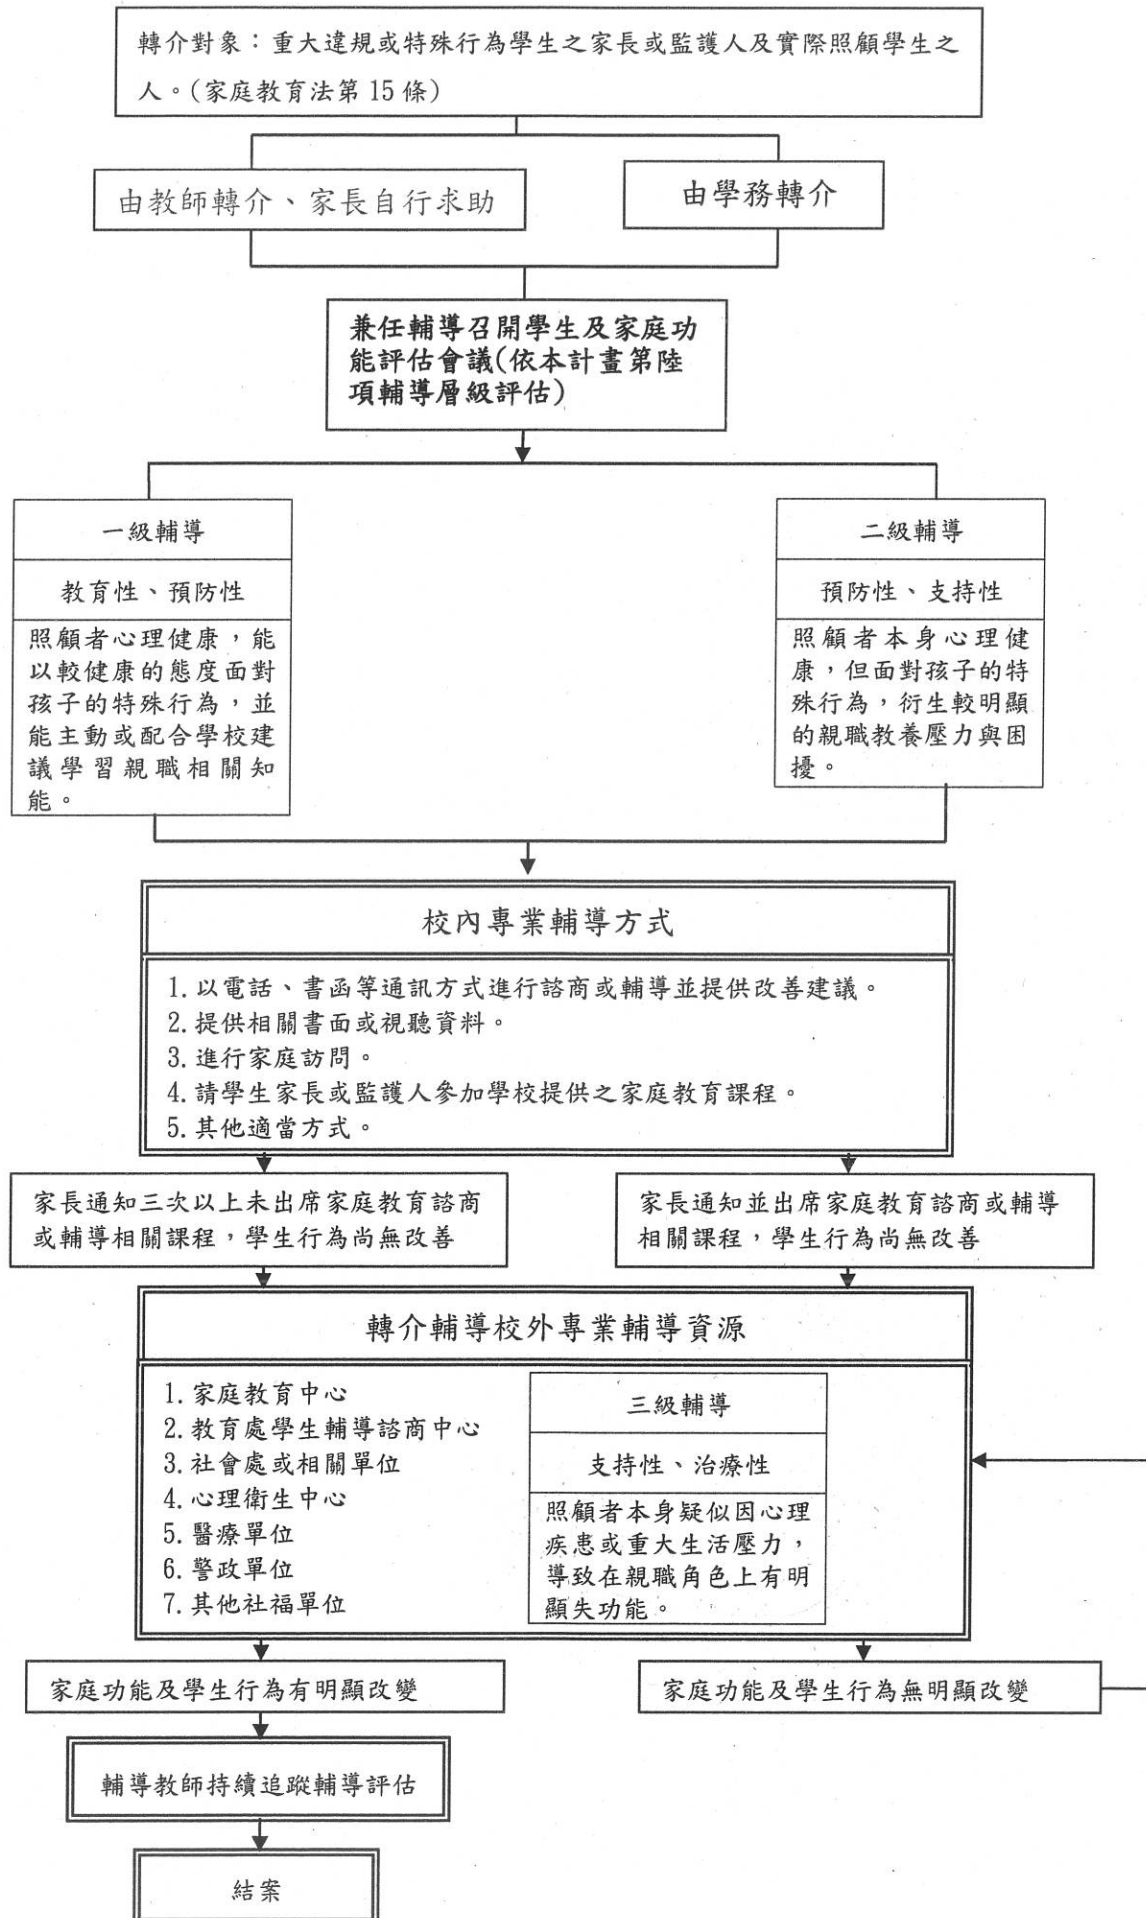 轉介對象：重大違規或特殊行為學生之家長或監護人及實際照顧學生之
人。(家庭教育法第 15 條)
由教師轉介、家長自行求助
由學務轉介
兼任輔導召開學生及家庭功
能評估會議(依本計畫第陸
項輔導層級評估)
一級輔導
教育性、預防性
照顧者心理健康，能
以較健康的態度面對
孩子的特殊行為，並
能主動或配合學校建
議學習親職相關知
能。
二級輔導
預防性、支持性
照顧者本身心理健
康，但面對孩子的特
殊行為，衍生較明顯
的親職教養壓力與困
擾。
校內專業輔導方式
1.以電話、書函等通訊方式進行諮商或輔導並提供改善建議。
2.提供相關書面或視聽資料。
3.進行家庭訪問。
4.請學生家長或監護人參加學校提供之家庭教育課程。
5.其他適當方式。
家長通知三次以上未出席家庭教育諮商
或輔導相關課程，學生行為尚無改善
家長通知並出席家庭教育諮商或輔導
相關課程，學生行為尚無改善
轉介輔導校外專業輔導資源
1.家庭教育中心
2.教育處學生輔導諮商中心
3.社會處或相關單位
4.心理衛生中心
5.醫療單位
6.警政單位
7.其他社福單位
三級輔導
支持性、治療性
照顧者本身疑似因心理
疾患或重大生活壓力，
導致在親職角色上有明
顯失功能。
家庭功能及學生行為有明顯改變
家庭功能及學生行為無明顯改變
輔導教師持續追蹤輔導評估
結案